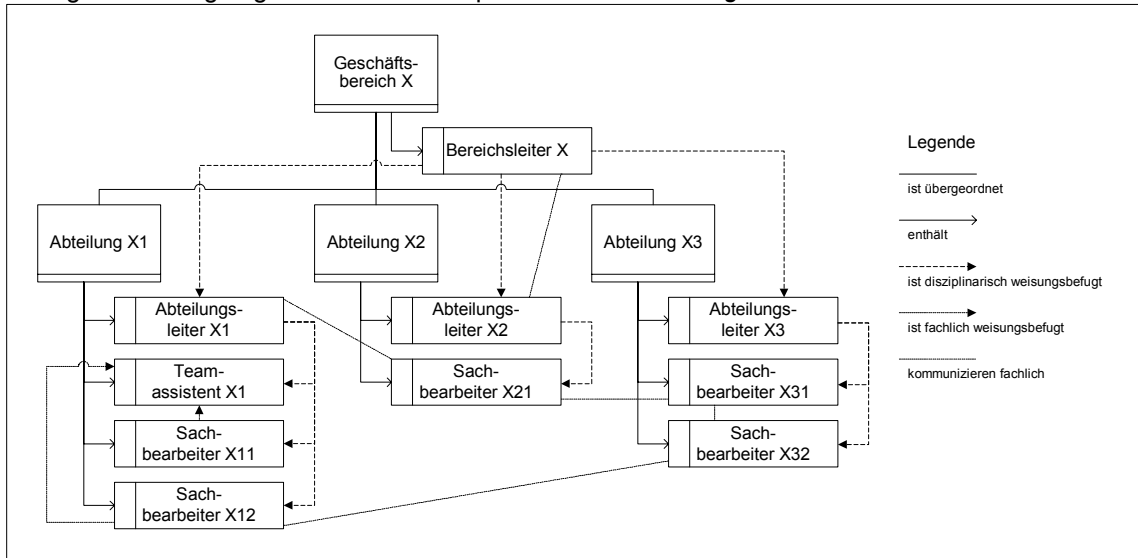 Geschäfts-
bereich X
Bereichsleiter X
Abteilung X1
Abteilung X2
Abteilung X3
Abteilungs-
leiter X1
Abteilungs-
leiter X2
Abteilungs-
leiter X3
Team-
assistent X1
Sach-
bearbeiter X21
Sach-
bearbeiter X31
Sach-
bearbeiter X11
Sach-
bearbeiter X32
Sach-
bearbeiter X12
Legende
ist übergeordnet
enthält
ist disziplinarisch weisungsbefugt
ist fachlich weisungsbefugt
kommunizieren fachlich